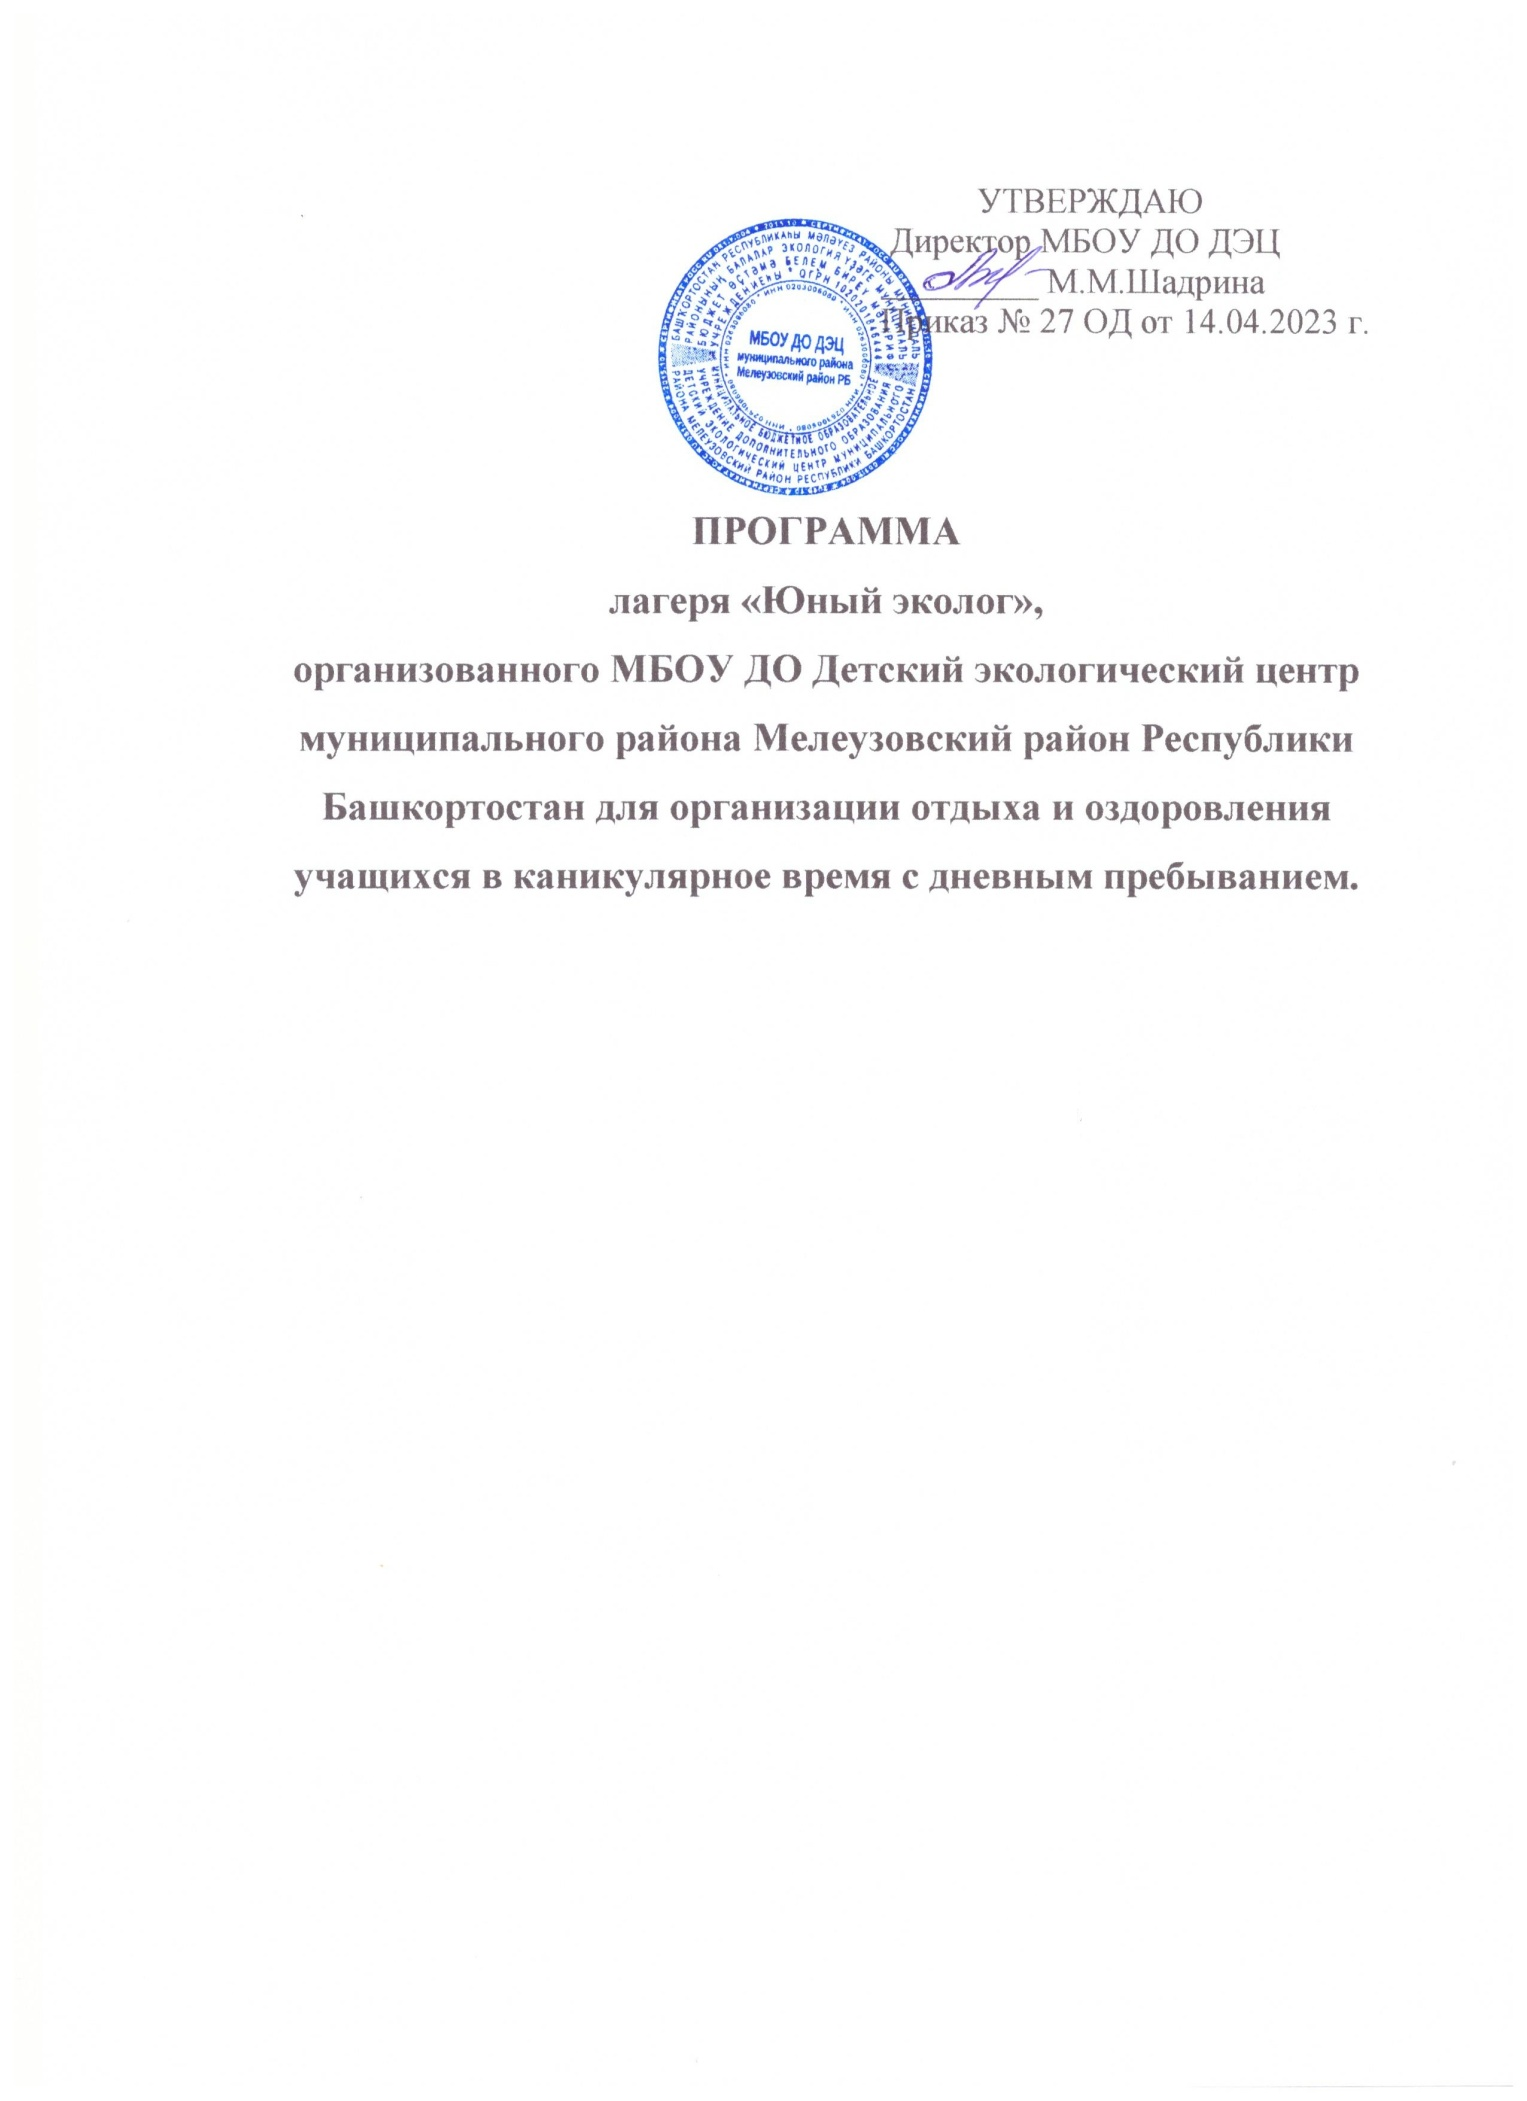 УТВЕРЖДАЮ
Директор МБОУ ДО ДЭЦ
М.М.Шадрина
Приказ № 27 ОД от 14.04.2023 г.
МБОУ ДО ДЭЦ
муниципального района
Мелеузовский район РБ
ПРОГРАММА
лагеря «Юный эколог»,
организованного МБОУ ДО Детский экологический центр
муниципального района Мелеузовский район Республики
Башкортостан для организации отдыха и оздоровления
учащихся в каникулярное время с дневным пребыванием.